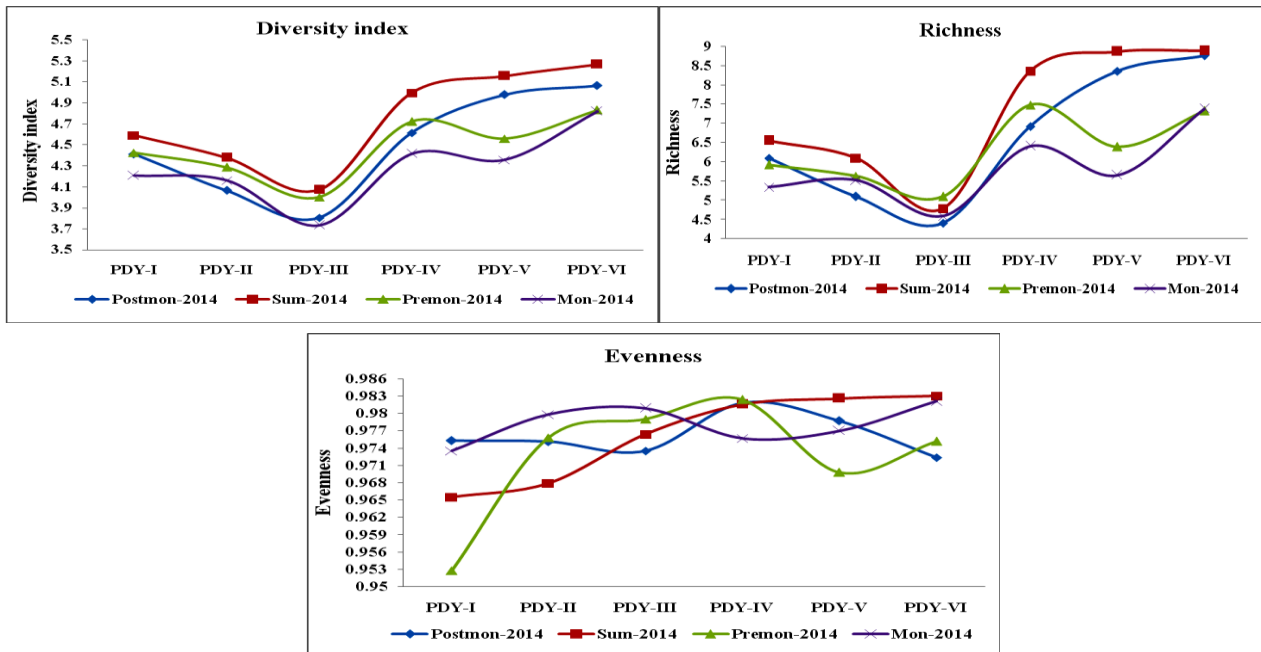 Diversity index
Diversity index
5.5
5.3
5.1
4.9
4.7
4.5
4.3
4.1
3.9
3.7
3.5
PDY-I PDY-II PDY-III PDY-IV PDY-V PDY-VI
Postmon-2014 Sum-2014 Premon-2014 Mon-2014
Richness
Richness
9
8.5
8
7.5
7
6.5
6
5.5
5
4.5
4
PDY-I PDY-II PDY-III PDY-IV PDY-V PDY-VI
Postmon-2014 Sum-2014 Premon-2014 Mon-2014
Evenness
Evenness
0.986
0.983
0.98
0.977
0.974
0.971
0.968
0.965
0.962
0.959
0.956
0.953
0.95
PDY-I PDY-II PDY-III PDY-IV PDY-V PDY-VI
Postmon-2014 Sum-2014 Premon-2014 Mon-2014